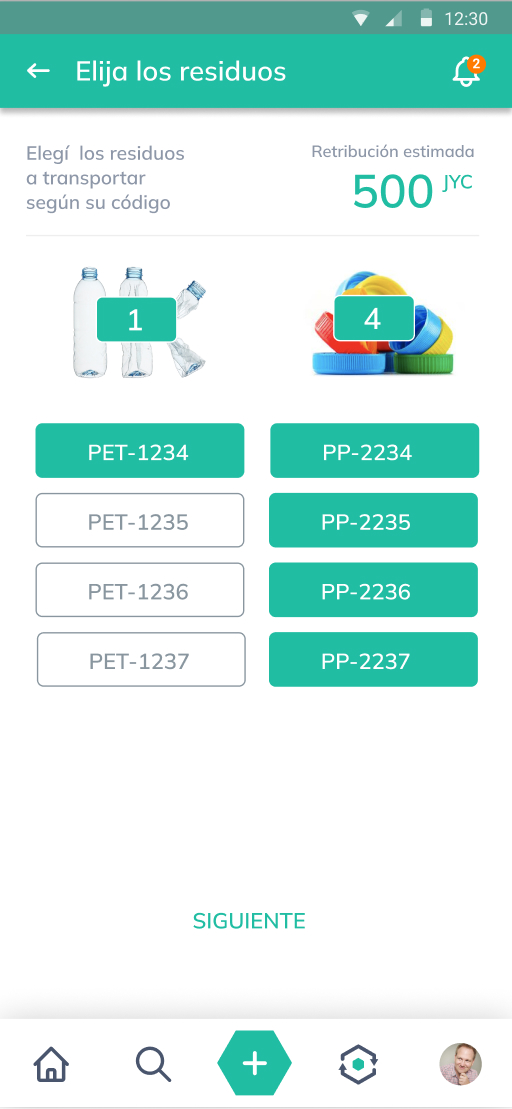 12:30
Elija los residuos
2
Elegí  los residuos
a transportar
según su código
Retribución estimada
500 JYC
1
4
PET-1234
PP-2234
PET-1235
PP-2235
PET-1236
PP-2236
PET-1237
PP-2237
SIGUIENTE